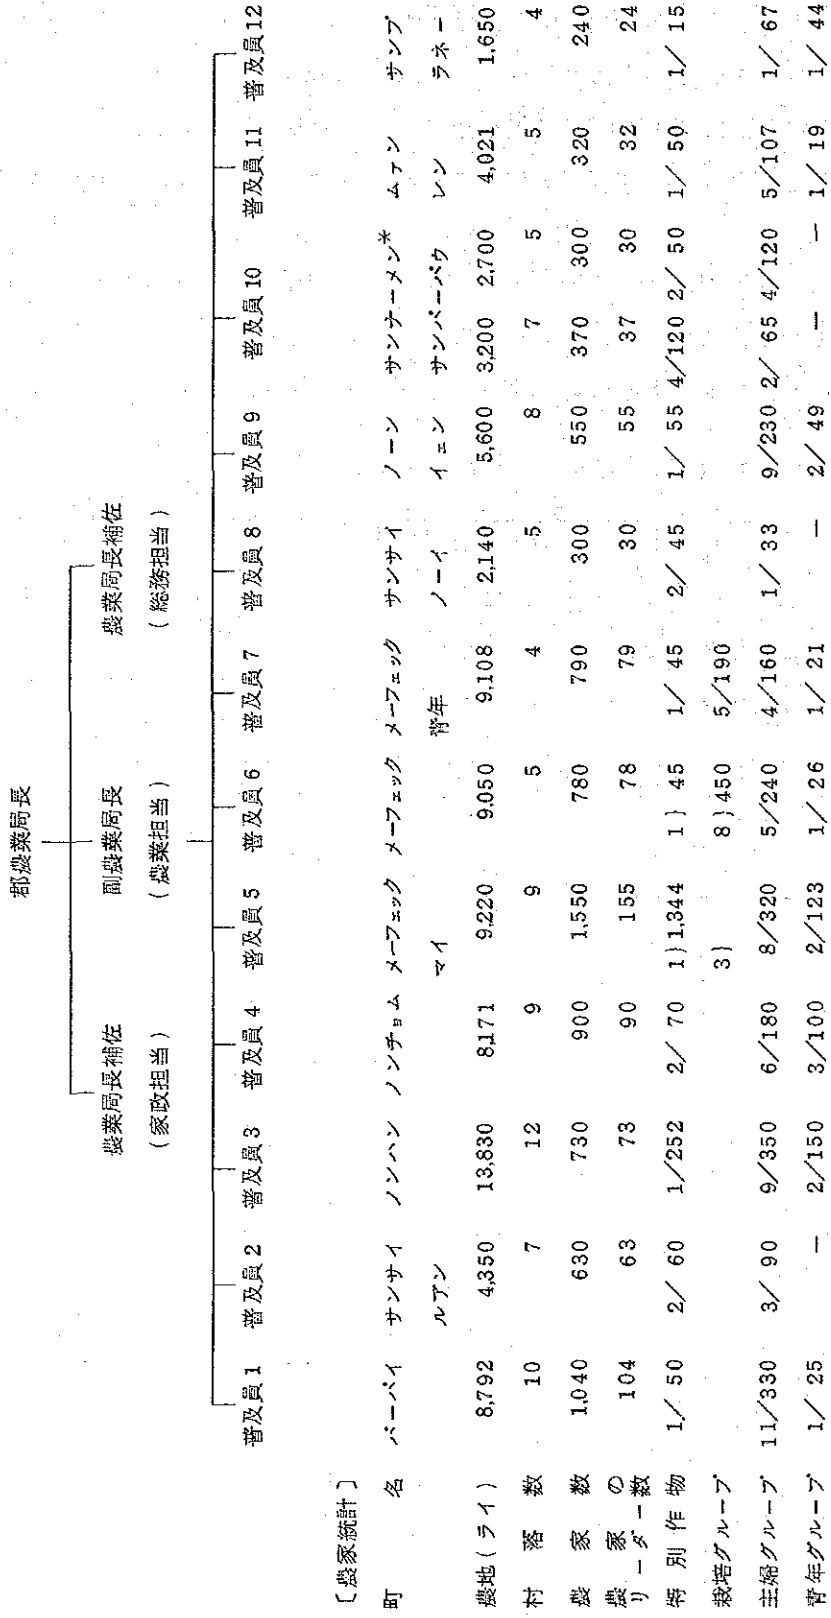 郡農業局長
農業局長補佐 副農業局長 農業局長補佐
(家政担当) (農業担当) (総務担当)
普及員1 普及員2 普及員3 普及員4 普及員5 普及員6 普及員7 普及員8 普及員9 普及員10 普及員11 普及員12
〔農家統計〕
町名 パーパイ サンサイ ノンハン ノンチョム メーフェック メーフェック メーフェック サンサイ ノーン サンナーメン* ムァン サンプ
ルアン マイ 青年 ノーイ イェン サンパーパウ レン ラネー
農地(ライ) 8,792 4,350 13,830 8,171 9,220 9,050 9,108 2,140 5,600 3,200 2,700 4,021 1,650
村落数 10 7 12 9 9 5 4 5 8 7 5 5 4
農家数 1,040 630 730 900 1,550 780 790 300 550 370 300 320 240
農家の
リーダー数 104 63 73 90 155 78 79 30 55 37 30 32 24
特別作物 1/50 2/60 1/252 2/70 1}1,344 1}45 1/45 2/45 1/55 4/120 2/50 1/50 1/15
栽培グループ 3} 8}450 5/190
主婦グループ 11/330 3/90 9/350 6/180 8/320 5/240 4/160 1/33 9/230 2/65 4/120 5/107 1/67
青年グループ 1/25 － 2/150 3/100 2/123 1/26 1/21 － 2/49 － － 1/19 1/44